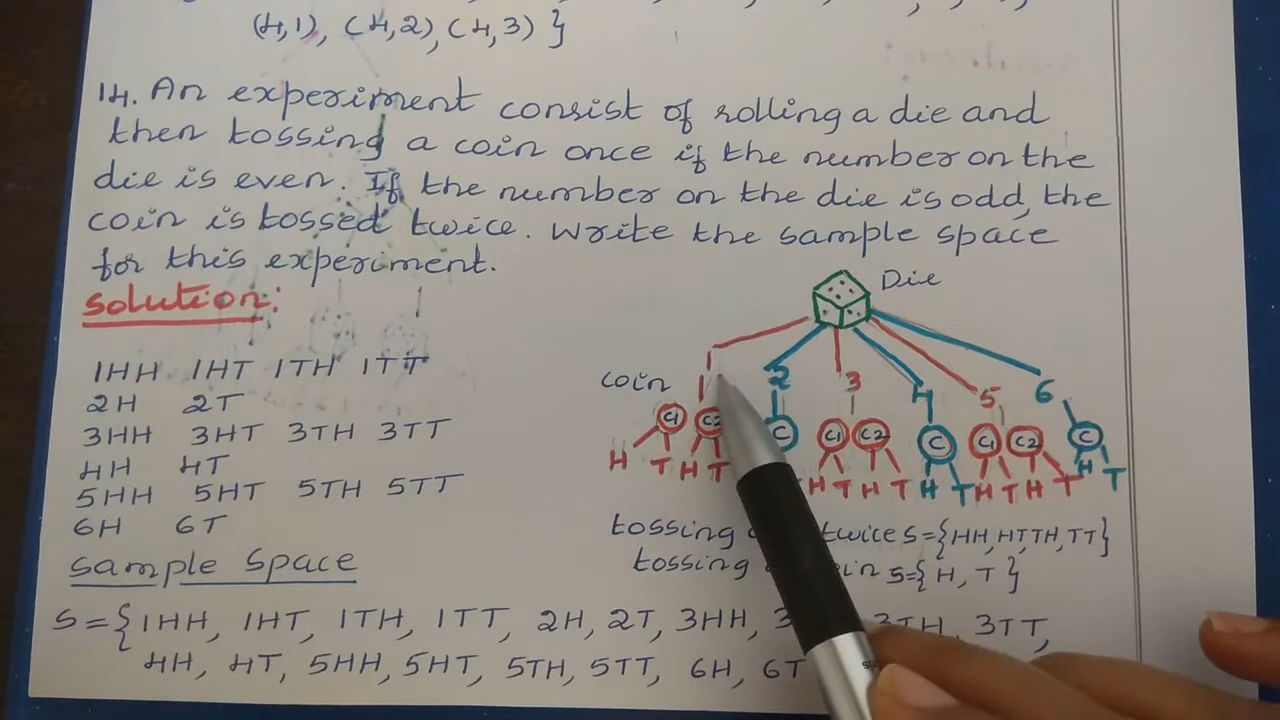 (4,1), (4,2), (4,3) }
14. An experiment consist of rolling a die and
then tossing a coin once if the number on the
die is even. If the number on the die is odd, the
coin is tossed twice. Write the sample space
for this experiment.
Solution:
Die
1HH 1HT 1TH 1TT
2H 2T
3HH 3HT 3TH 3TT
4H 4T
5HH 5HT 5TH 5TT
6H 6T
1 2 3 4 5 6
coin
C1 C2 C C1 C2 C C1 C2 C
H T H T H T H T H T H T H T H T
tossing twice S={HH, HT, TH, TT}
tossing S={H, T}
Sample Space
S={1HH, 1HT, 1TH, 1TT, 2H, 2T, 3HH, 3 3TH, 3TT,
4H, 4T, 5HH, 5HT, 5TH, 5TT, 6H, 6T